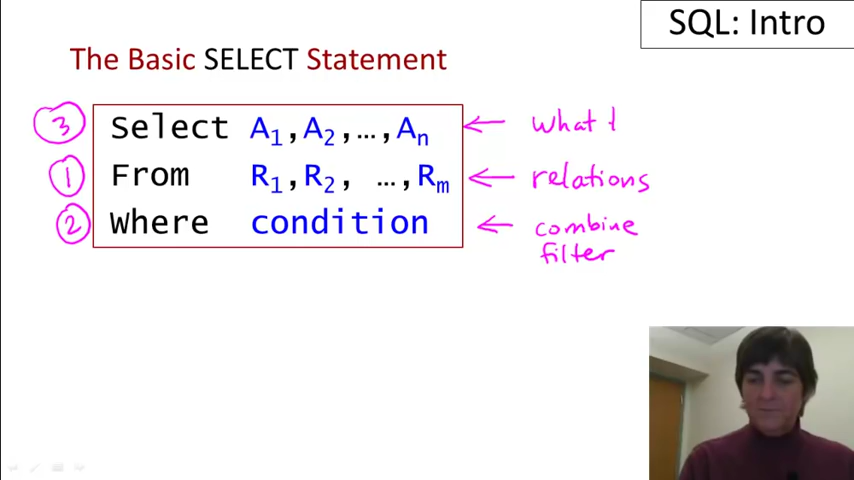 SQL: Intro
The Basic SELECT Statement
3 Select A1,A2,…,An ← what t
1 From R1,R2, …,Rm ← relations
2 Where condition ← combine
filter